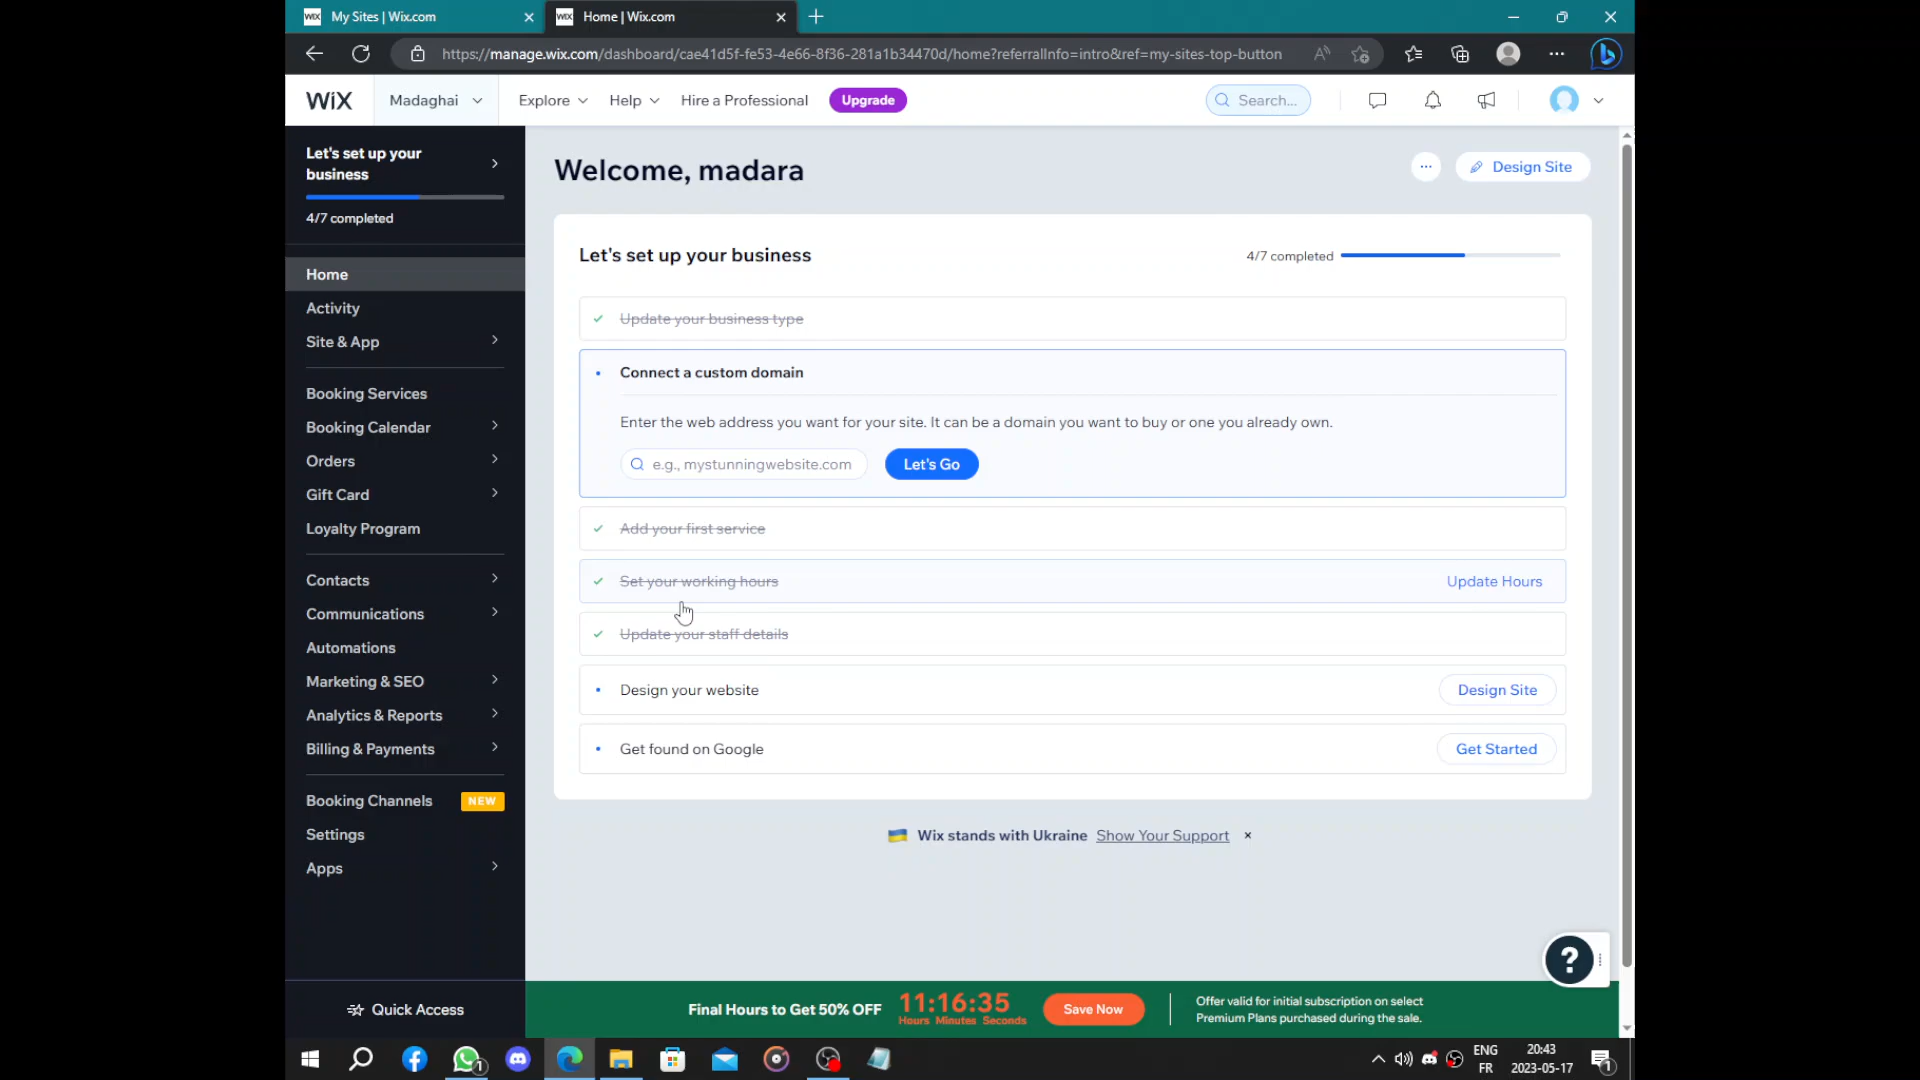 WIX My Sites | Wix.com
WIX Home | Wix.com
https://manage.wix.com/dashboard/cae41d5f-fe53-4e66-8f36-281a1b34470d/home?referralInfo=intro&ref=my-sites-top-button
WIX
Madaghai
Explore
Help
Hire a Professional
Upgrade
Search...
Let's set up your
business
4/7 completed
Home
Activity
Site & App
Booking Services
Booking Calendar
Orders
Gift Card
Loyalty Program
Contacts
Communications
Automations
Marketing & SEO
Analytics & Reports
Billing & Payments
Booking Channels NEW
Settings
Apps
Quick Access
Welcome, madara
Design Site
Let's set up your business
4/7 completed
Update your business type
Connect a custom domain
Enter the web address you want for your site. It can be a domain you want to buy or one you already own.
e.g., mystunningwebsite.com
Let's Go
Add your first service
Set your working hours
Update Hours
Update your staff details
Design your website
Design Site
Get found on Google
Get Started
Wix stands with Ukraine Show Your Support
?
Final Hours to Get 50% OFF
11:16:35
Hours Minutes Seconds
Save Now
Offer valid for initial subscription on select
Premium Plans purchased during the sale.
1
ENG
FR
20:43
2023-05-17
1